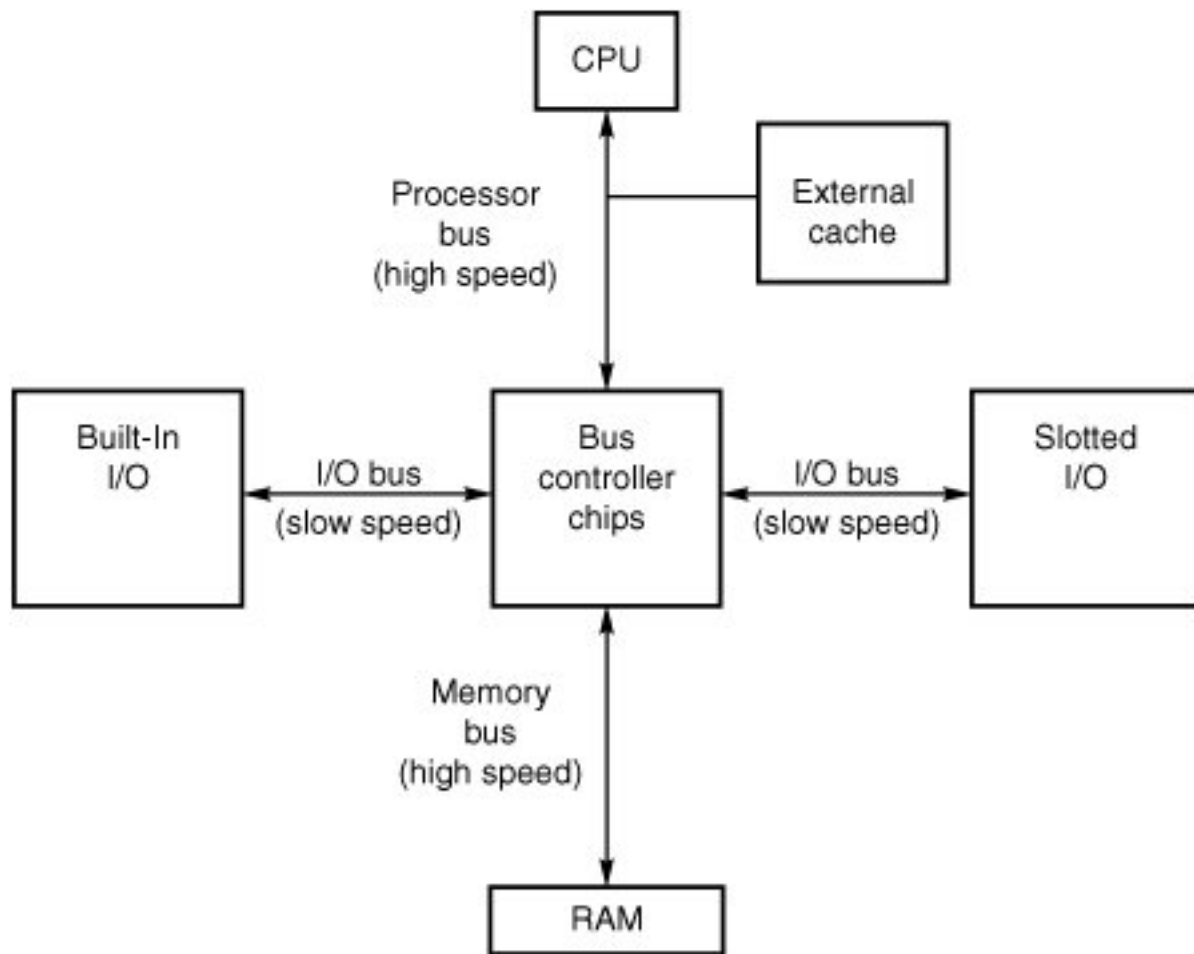 CPU
Processor
bus
(high speed)
External
cache
Built-In
I/O
I/O bus
(slow speed)
Bus
controller
chips
I/O bus
(slow speed)
Slotted
I/O
Memory
bus
(high speed)
RAM